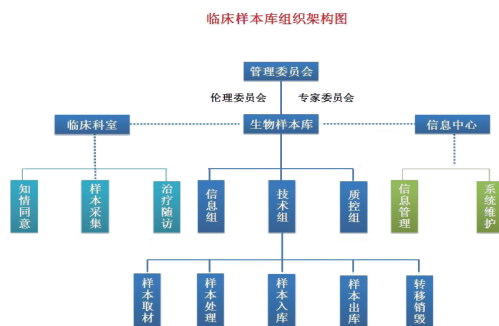 临床样本库组织架构图
管理委员会
伦理委员会 专家委员会
临床科室 生物样本库 信息中心
知情同意 样本采集 治疗随访 信息组 技术组 质控组 信息管理 系统维护
样本取材 样本处理 样本入库 样本出库 转移销毁